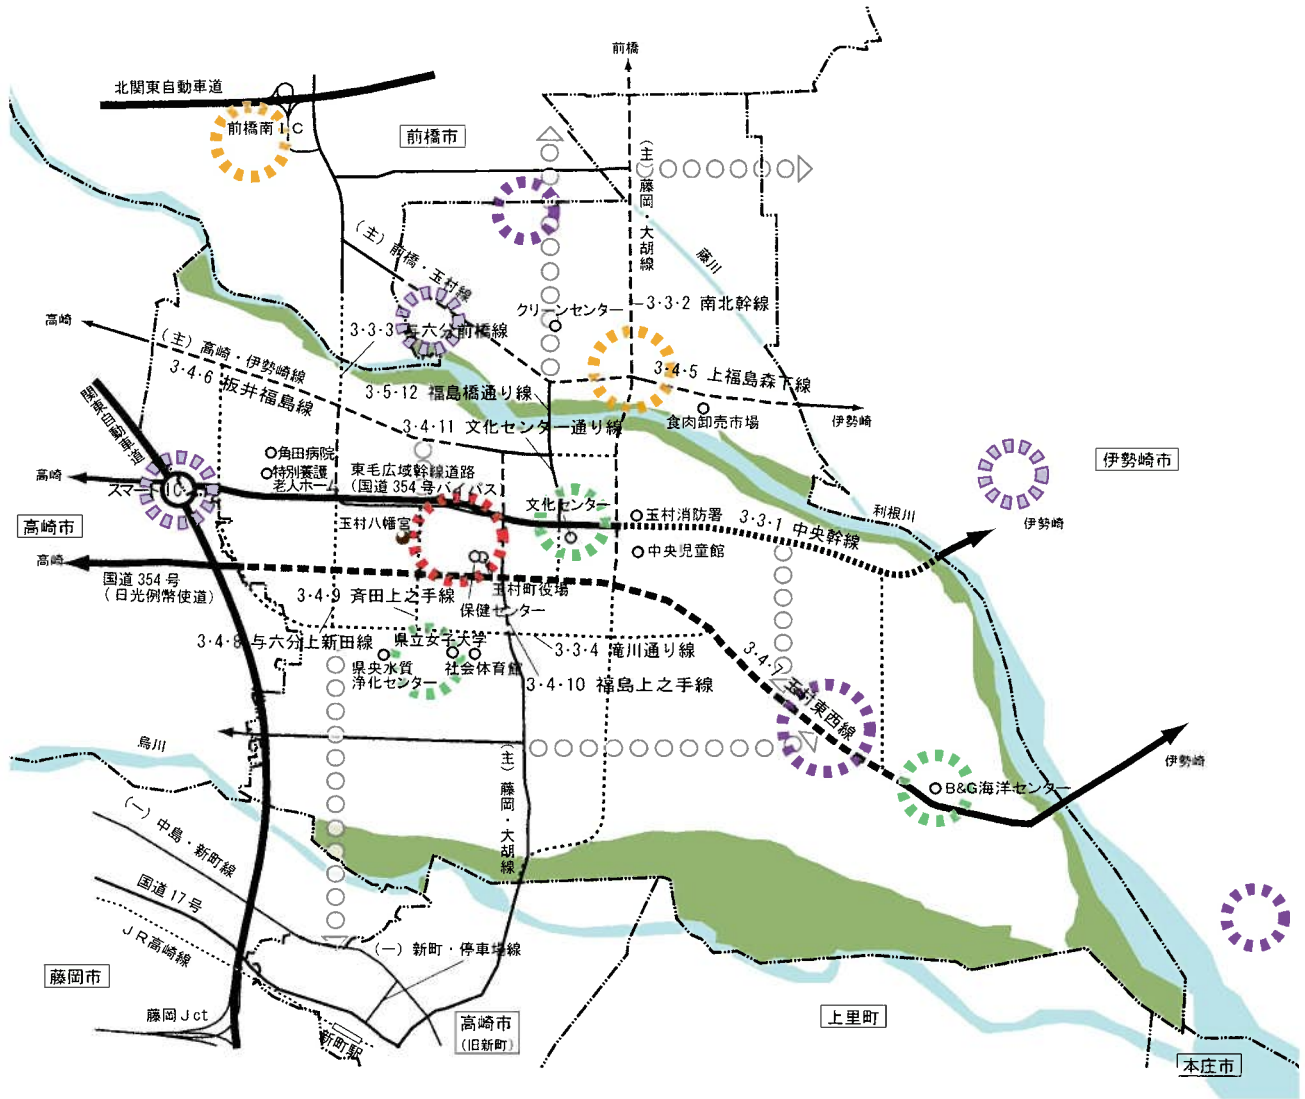 前橋
北関東自動車道
前橋南IC
前橋市
(主)藤岡・大胡線
(主)前橋・玉村線
藤川
クリーンセンター
3・3・2 南北幹線
高崎
3・3・3 与六分前橋線
(主)高崎・伊勢崎線
3・4・6 板井福島線
3・4・5 上福島森下線
3・5・12 福島橋通り線
食肉卸売市場
伊勢崎
3・4・11 文化センター通り線
関東自動車道
角田病院
特別養護
老人ホーム
東毛広域幹線道路
(国道354号バイパス)
伊勢崎市
高崎
スマートIC
文化センター
玉村消防署
3・3・1 中央幹線
利根川
伊勢崎
高崎市
玉村八幡宮
中央児童館
高崎
国道354号
(日光例幣使道)
玉村町役場
保健センター
3・4・9 斉田上之手線
3・4・8 与六分上新田線
県立女子大学
3・3・4 滝川通り線
県央水質
浄化センター
社会体育館
3・4・10 福島上之手線
3・4・7 玉村東西線
烏川
(主)藤岡・大胡線
伊勢崎
B&G海洋センター
(一)中島・新町線
国道17号
JR高崎線
(一)新町・停車場線
藤岡市
藤岡Jct
新町駅
高崎市
(旧新町)
上里町
本庄市